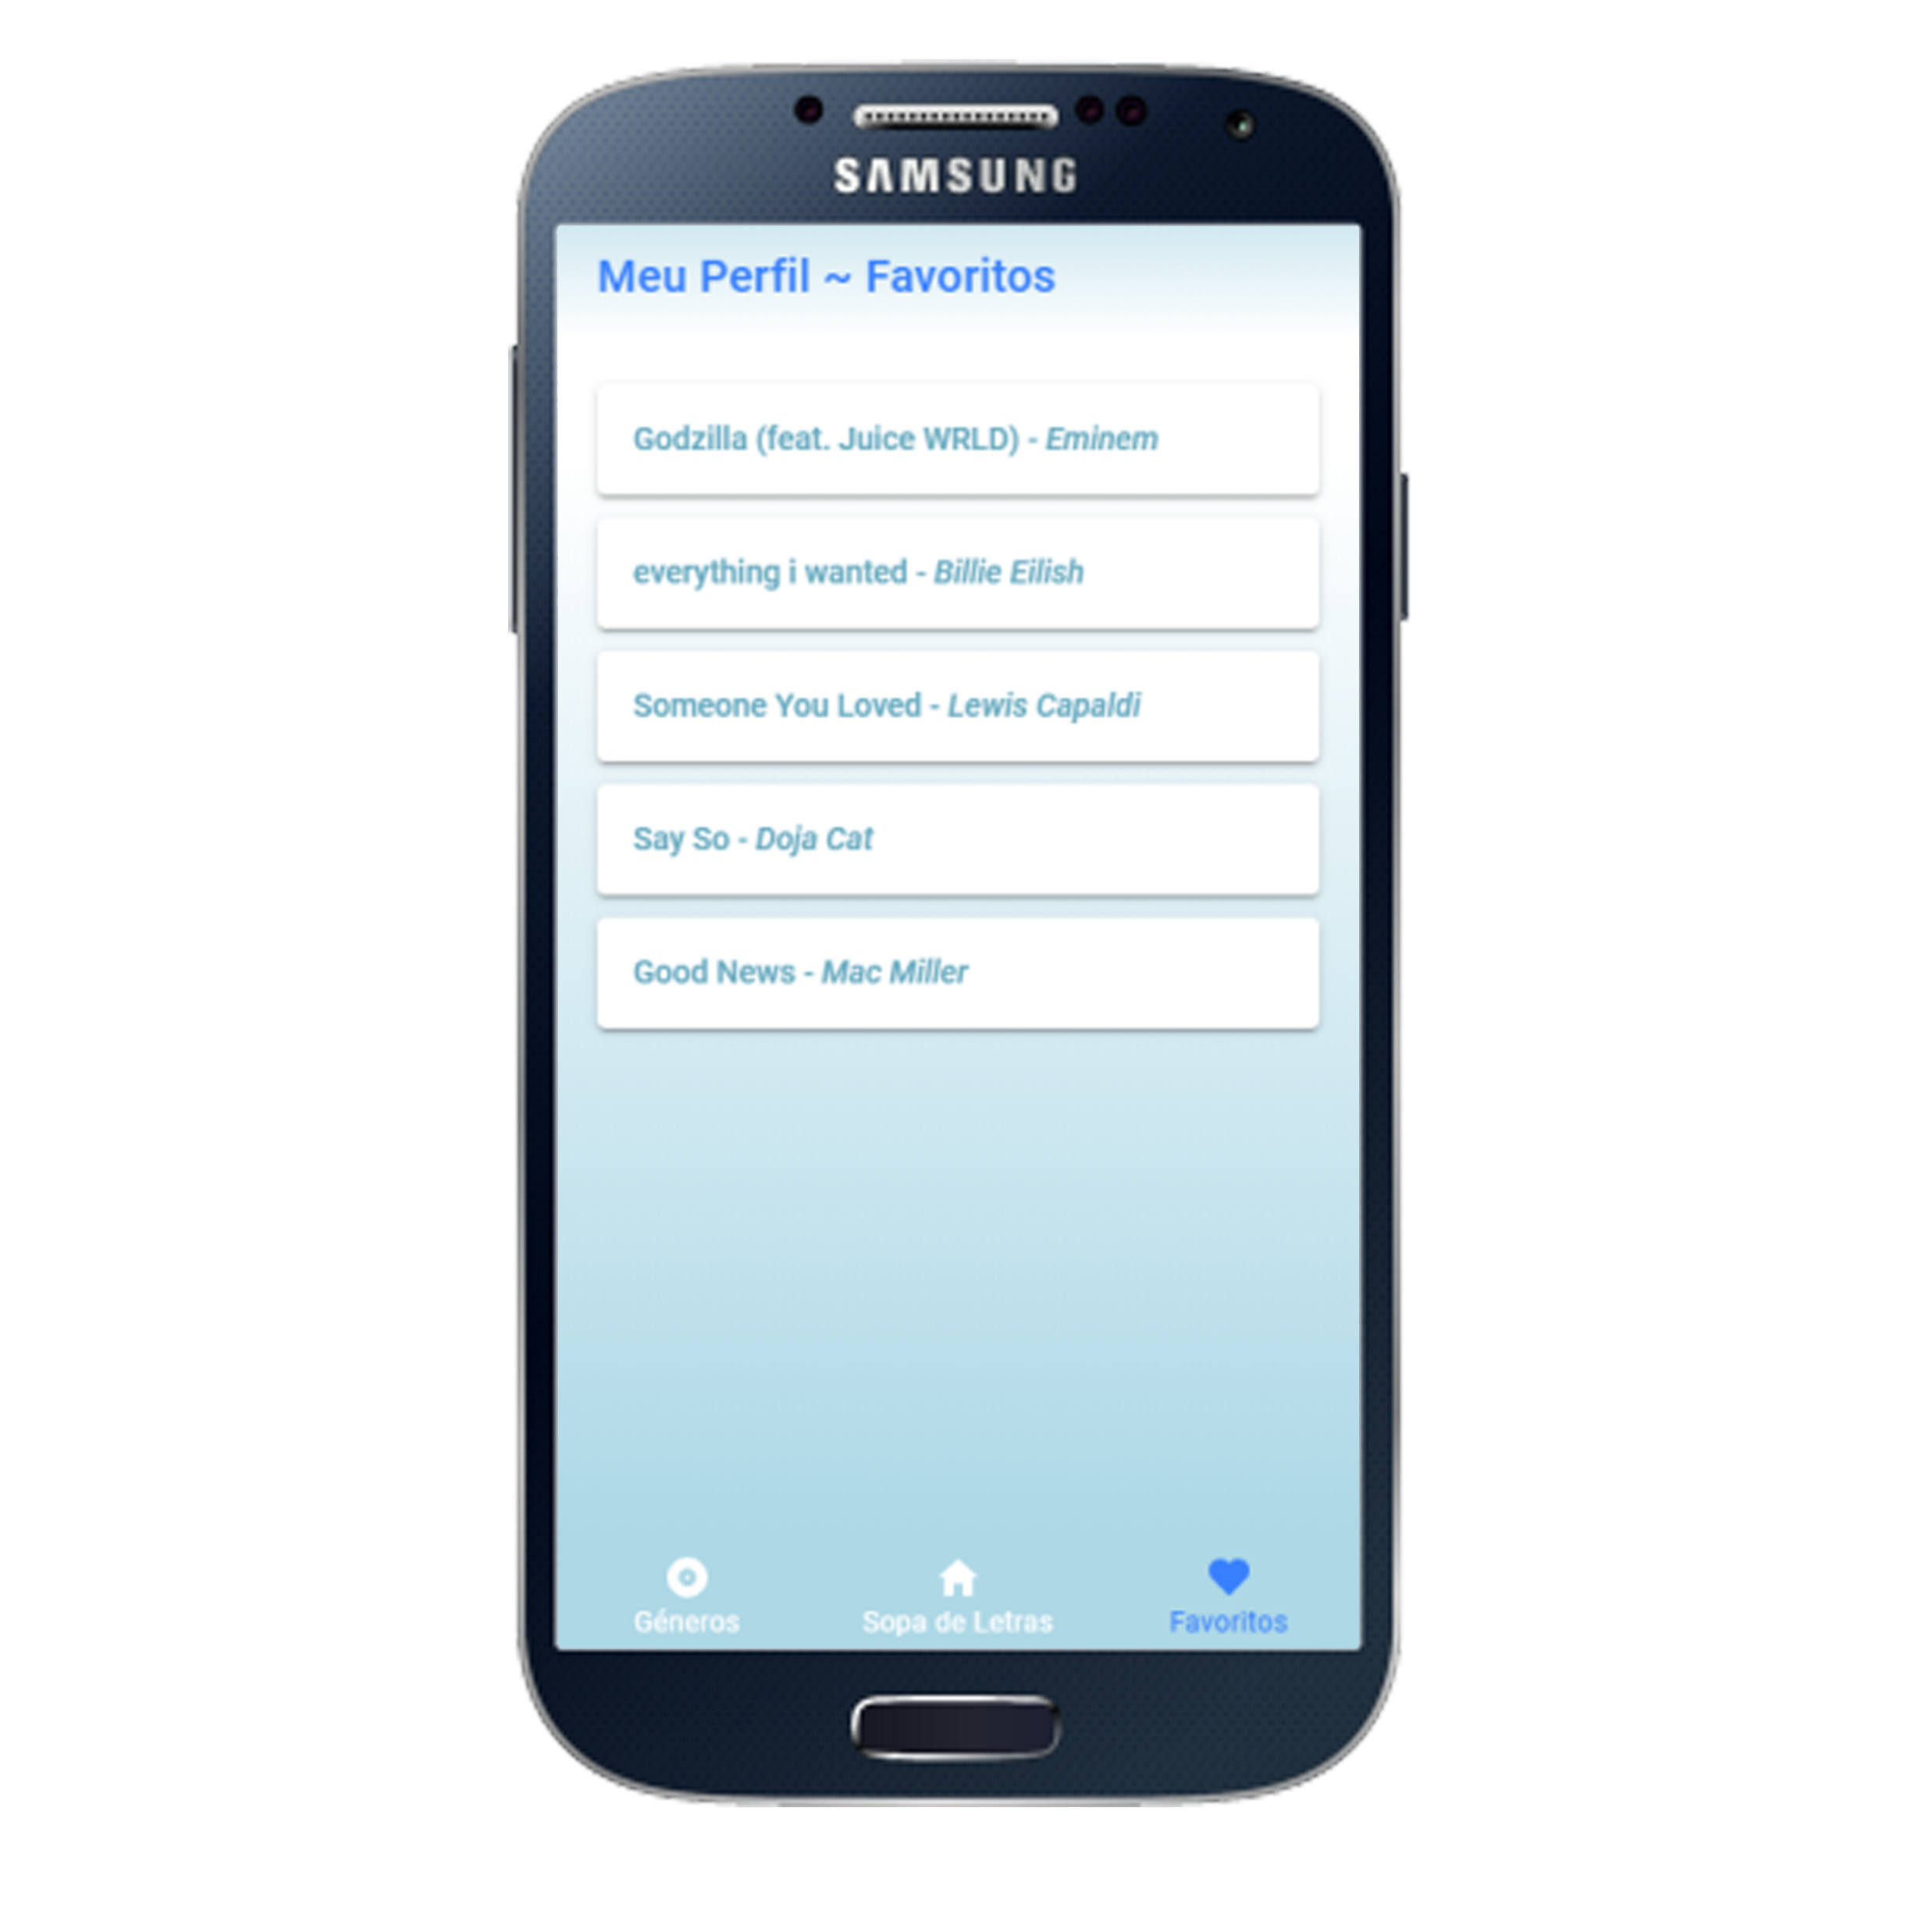 SAMSUNG
Meu Perfil ~ Favoritos
Godzilla (feat. Juice WRLD) - Eminem
everything i wanted - Billie Eilish
Someone You Loved - Lewis Capaldi
Say So - Doja Cat
Good News - Mac Miller
Géneros
Sopa de Letras
Favoritos